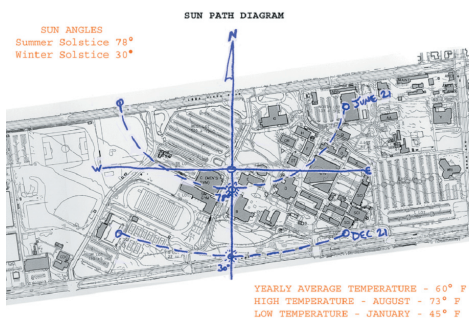 SUN PATH DIAGRAM
SUN ANGLES
Summer Solstice 78°
Winter Solstice 30°
N
JUNE 21
W
E
78°
DEC 21
30°
YEARLY AVERAGE TEMPERATURE - 60° F
HIGH TEMPERATURE - AUGUST - 73° F
LOW TEMPERATURE - JANUARY - 45° F